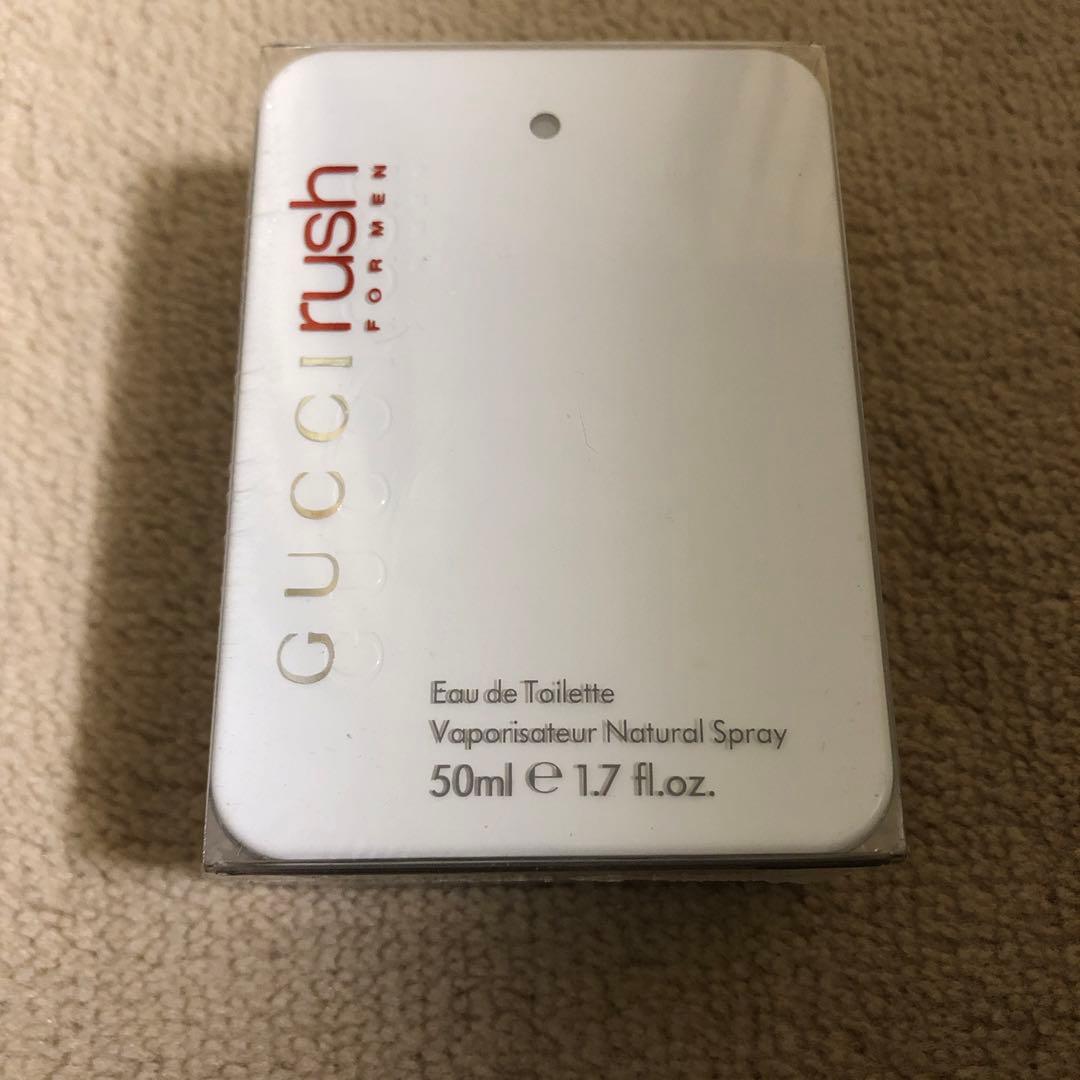 GUCCI rush
FOR MEN
Eau de Toilette
Vaporisateur Natural Spray
50ml ℮ 1.7 fl.oz.